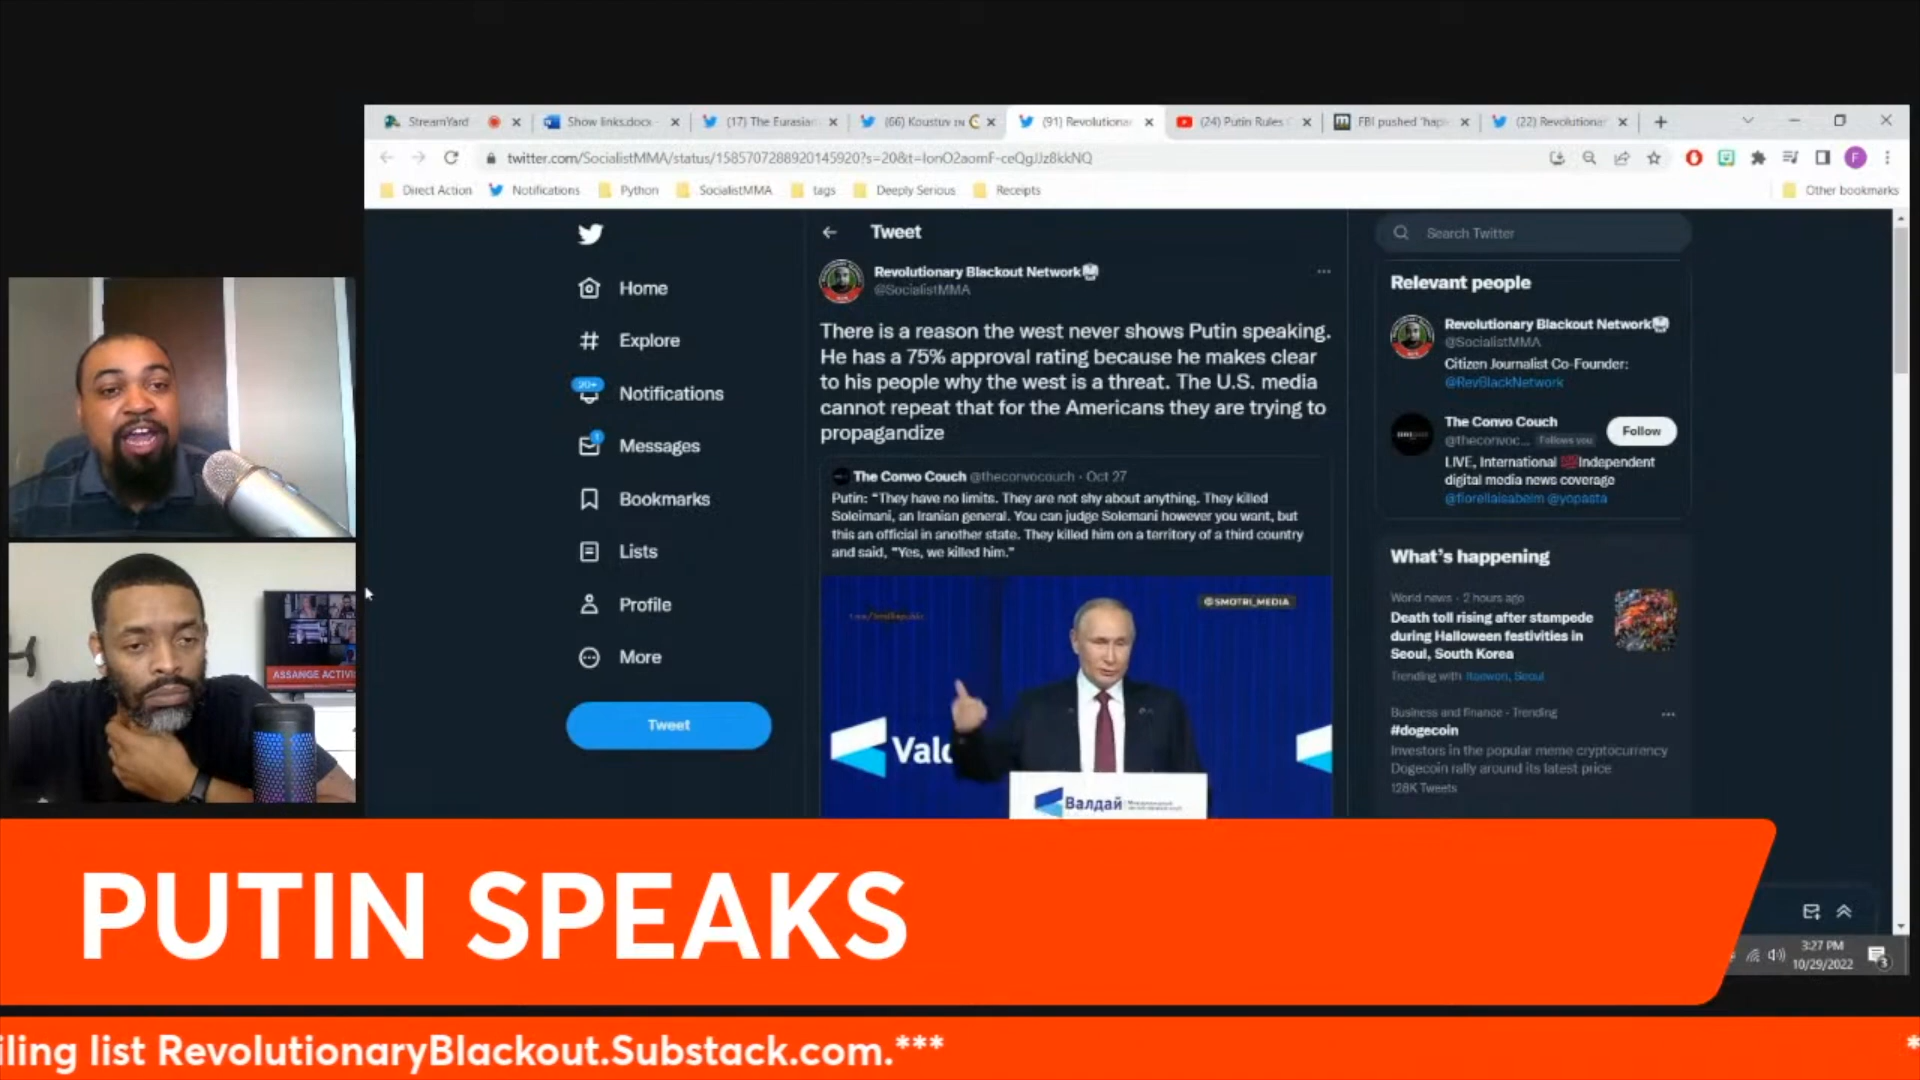 StreamYard
Show links.docx -
(17) The Eurasian
(66) Koustuv IN
(91) Revolutiona
(24) Putin Rules
FBI pushed 'hap
(22) Revolutiona
twitter.com/SocialistMMA/status/1585707288920145920?s=20&t=IonO2aomF-ceQgJJz8kkNQ
F
Direct Action
Notifications
Python
SocialistMMA
tags
Deeply Serious
Receipts
Other bookmarks
Home
Explore
20+
Notifications
1
Messages
Bookmarks
Lists
Profile
More
Tweet
Tweet
Revolutionary Blackout Network
@SocialistMMA
There is a reason the west never shows Putin speaking.
He has a 75% approval rating because he makes clear
to his people why the west is a threat. The U.S. media
cannot repeat that for the Americans they are trying to
propagandize
The Convo Couch @theconvocouch · Oct 27
Putin: "They have no limits. They are not shy about anything. They killed
Soleimani, an Iranian general. You can judge Solemani however you want, but
this an official in another state. They killed him on a territory of a third country
and said, "Yes, we killed him."
@SMOTRI_MEDIA
Valc
Валдай
Search Twitter
Relevant people
Revolutionary Blackout Network
@SocialistMMA
Citizen Journalist Co-Founder:
@RevBlackNetwork
The Convo Couch
@theconvoc... Follows you
Follow
LIVE, International 💯Independent
digital media news coverage
@fiorellaisabelm @yopasta
What's happening
World news · 2 hours ago
Death toll rising after stampede
during Halloween festivities in
Seoul, South Korea
Trending with Itaewon, Seoul
Business and finance · Trending
#dogecoin
Investors in the popular meme cryptocurrency
Dogecoin rally around its latest price
128K Tweets
ASSANGE ACTIVI
3:27 PM
10/29/2022
3
PUTIN SPEAKS
iling list RevolutionaryBlackout.Substack.com.***
*